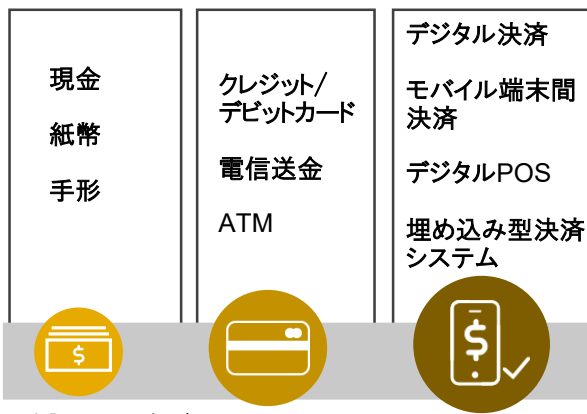 現金
紙幣
手形
クレジット/
デビットカード
電信送金
ATM
デジタル決済
モバイル端末間
決済
デジタルPOS
埋め込み型決済
システム
$
$